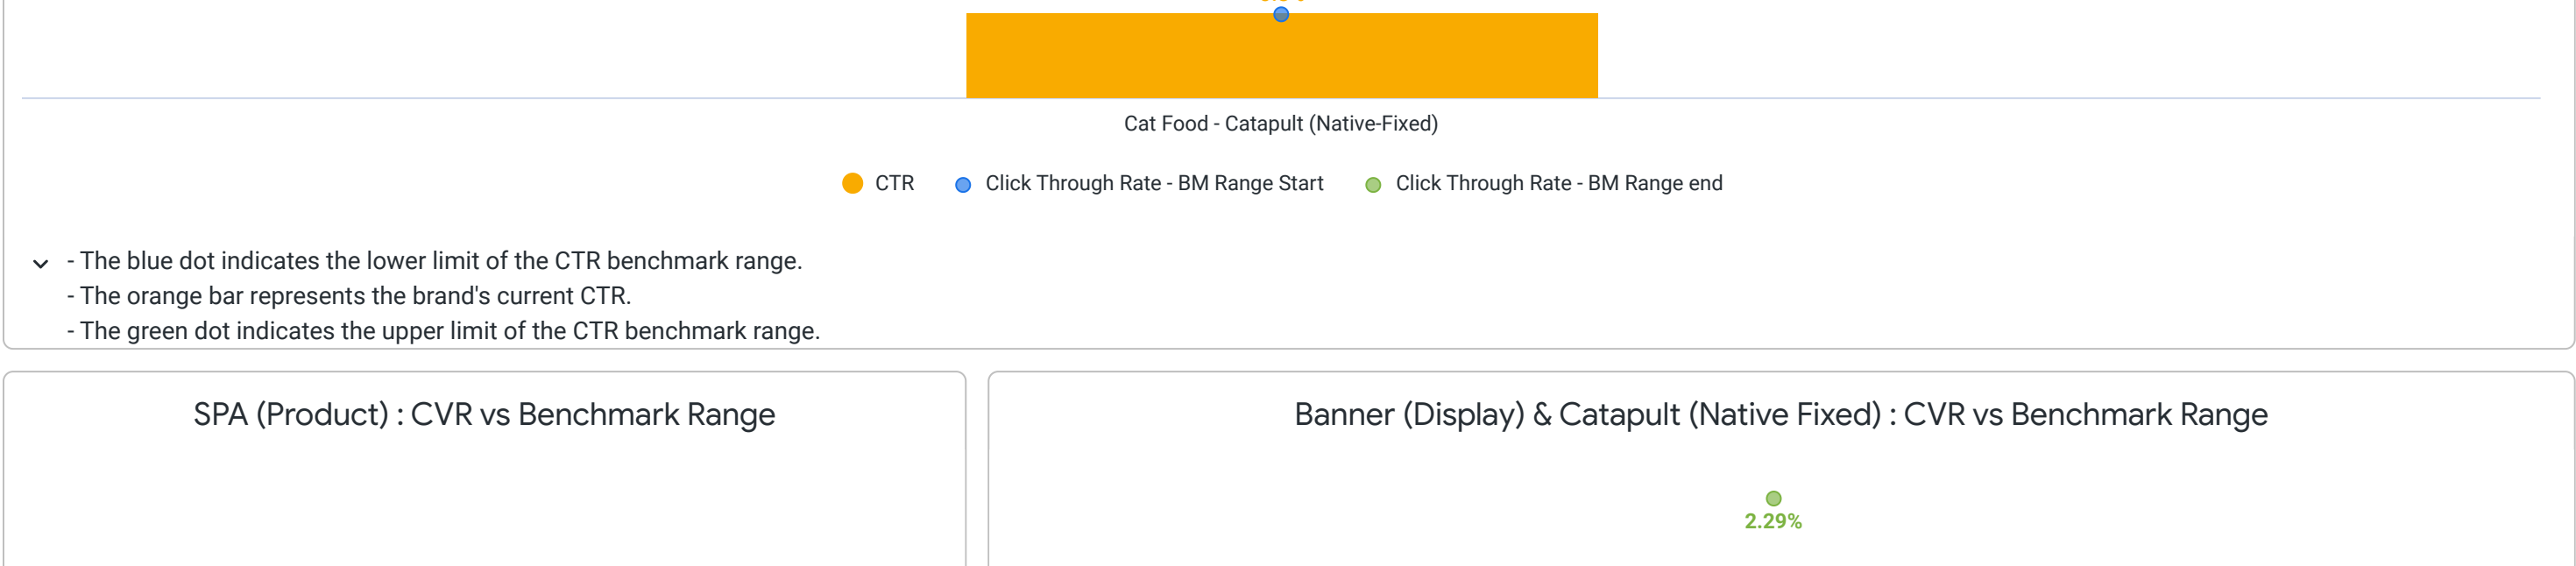 Cat Food - Catapult (Native-Fixed)
CTR
Click Through Rate - BM Range Start
Click Through Rate - BM Range end
- The blue dot indicates the lower limit of the CTR benchmark range.
- The orange bar represents the brand's current CTR.
- The green dot indicates the upper limit of the CTR benchmark range.
SPA (Product) : CVR vs Benchmark Range
Banner (Display) & Catapult (Native Fixed) : CVR vs Benchmark Range
2.29%